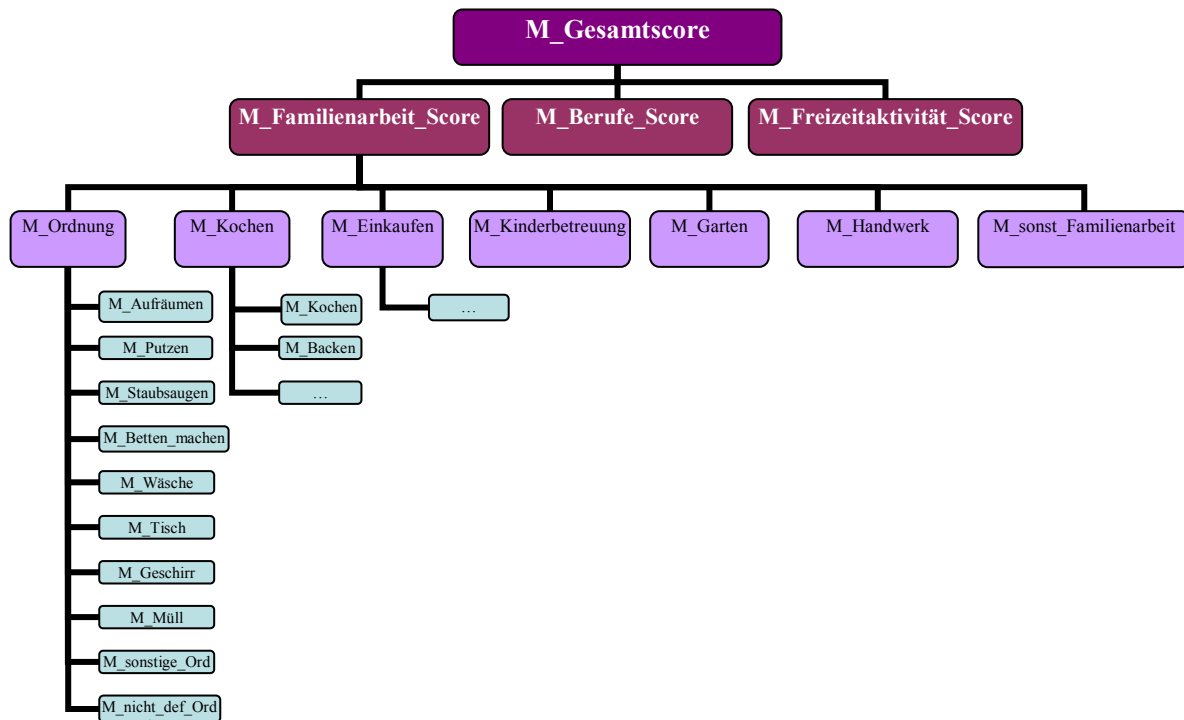 M_Gesamtscore
M_Familienarbeit_Score
M_Berufe_Score
M_Freizeitaktivität_Score
M_Ordnung
M_Kochen
M_Einkaufen
M_Kinderbetreuung
M_Garten
M_Handwerk
M_sonst_Familienarbeit
M_Aufräumen
M_Putzen
M_Staubsaugen
M_Betten_machen
M_Wäsche
M_Tisch
M_Geschirr
M_Müll
M_sonstige_Ord
M_nicht_def_Ord
M_Kochen
M_Backen
…
…